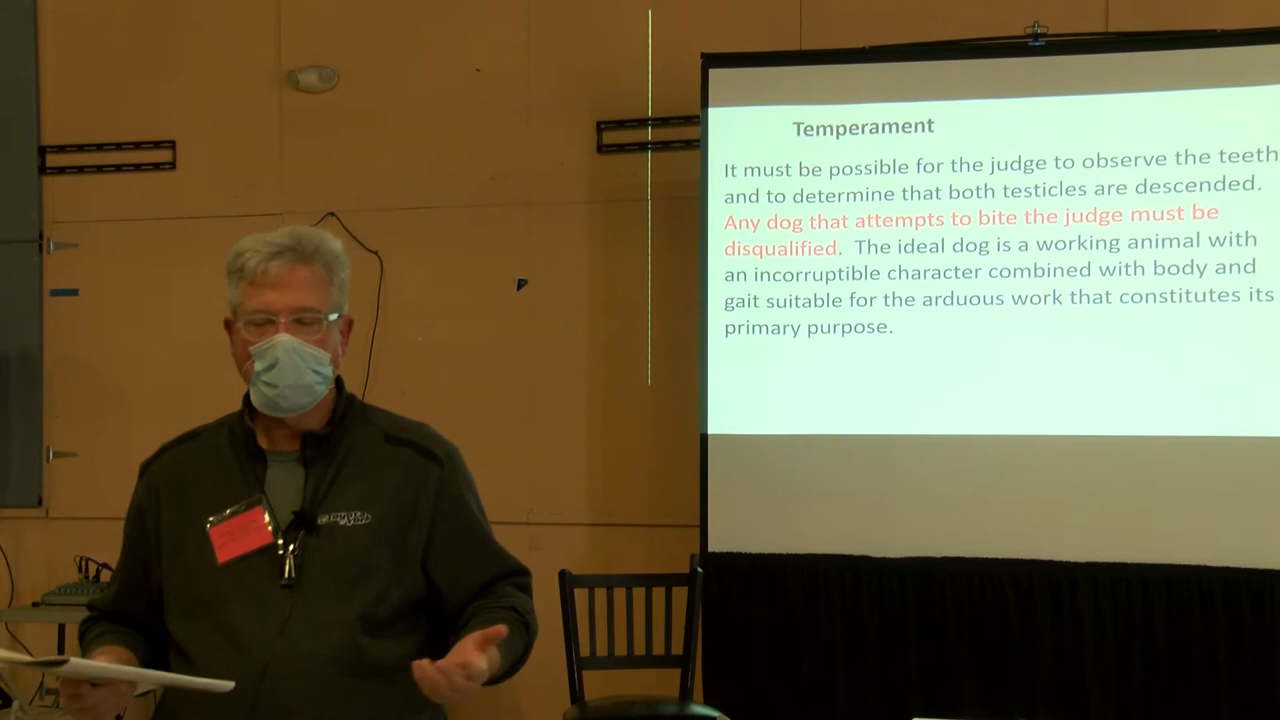 Temperament
It must be possible for the judge to observe the teeth
and to determine that both testicles are descended.
Any dog that attempts to bite the judge must be
disqualified. The ideal dog is a working animal with
an incorruptible character combined with body and
gait suitable for the arduous work that constitutes its
primary purpose.